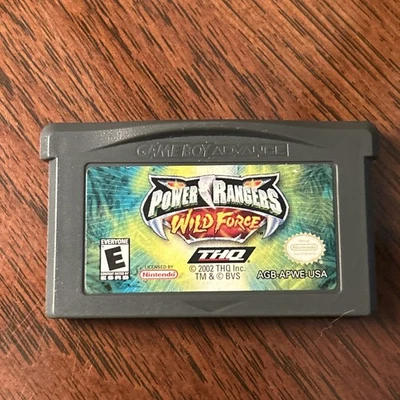 GAME BOY ADVANCE
POWER RANGERS
WILD FORCE
THQ
EVERYONE
E
ESRB
LICENSED BY
Nintendo
© 2002 THQ Inc.
TM & © BVS
AGB-APWE-USA